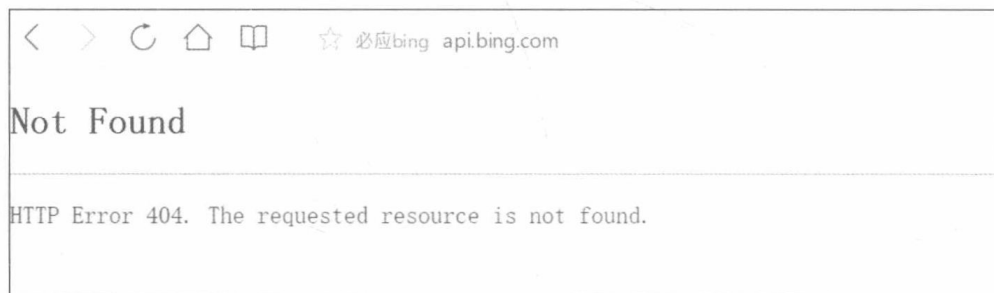 必应bing api.bing.com
Not Found
HTTP Error 404. The requested resource is not found.